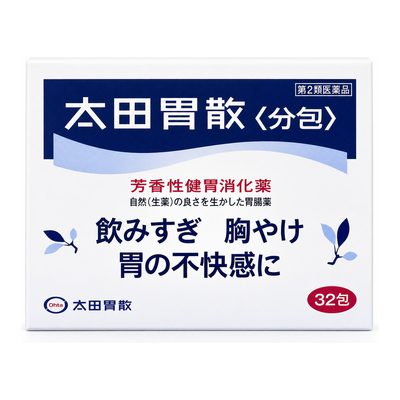 第2類医薬品
太田胃散〈分包〉
芳香性健胃消化薬
自然(生薬)の良さを生かした胃腸薬
飲みすぎ 胸やけ
胃の不快感に
32包
Ohta 太田胃散